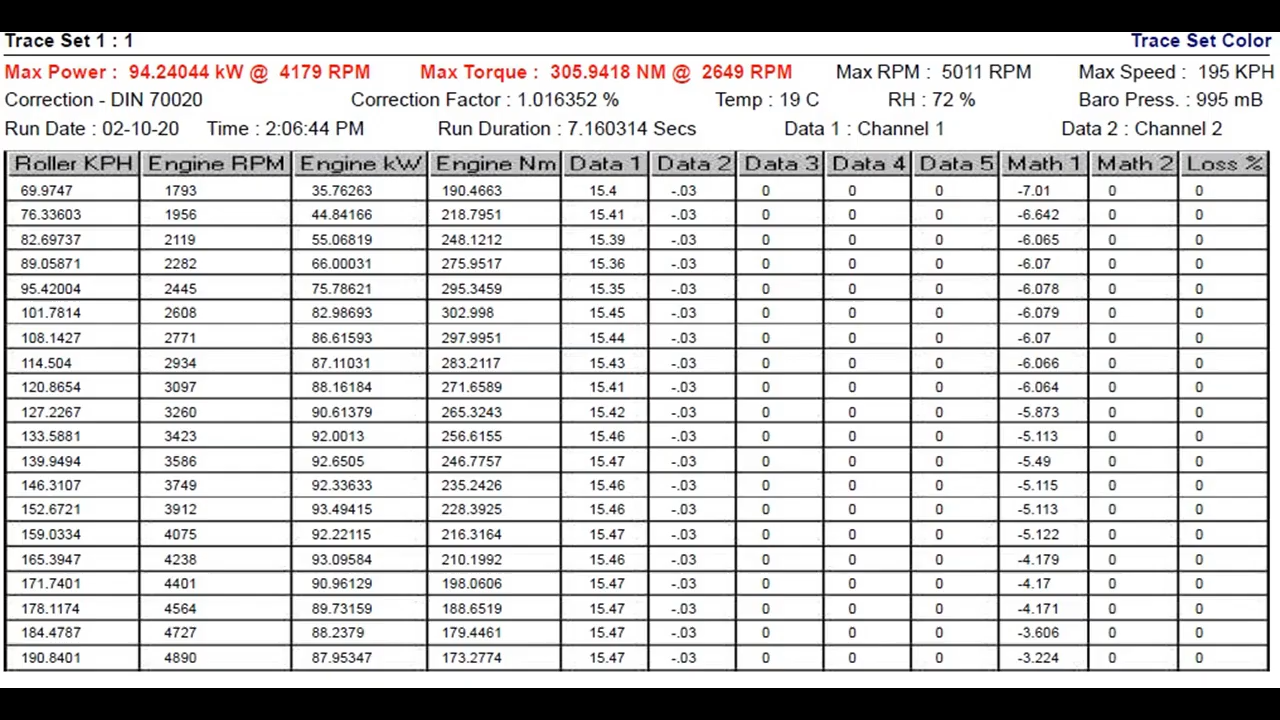 Trace Set 1 : 1 Trace Set Color
Max Power : 94.24044 kW @ 4179 RPM Max Torque : 305.9418 NM @ 2649 RPM Max RPM : 5011 RPM Max Speed : 195 KPH
Correction - DIN 70020 Correction Factor : 1.016352 % Temp : 19 C RH : 72 % Baro Press. : 995 mB
Run Date : 02-10-20 Time : 2:06:44 PM Run Duration : 7.160314 Secs Data 1 : Channel 1 Data 2 : Channel 2
Roller KPH Engine RPM Engine kW Engine Nm Data 1 Data 2 Data 3 Data 4 Data 5 Math 1 Math 2 Loss %
69.9747 1793 35.76263 190.4663 15.4 -.03 0 0 0 -7.01 0 0
76.33603 1956 44.84166 218.7951 15.41 -.03 0 0 0 -6.642 0 0
82.69737 2119 55.06819 248.1212 15.39 -.03 0 0 0 -6.065 0 0
89.05871 2282 66.00031 275.9517 15.36 -.03 0 0 0 -6.07 0 0
95.42004 2445 75.78621 295.3459 15.35 -.03 0 0 0 -6.078 0 0
101.7814 2608 82.98693 302.998 15.45 -.03 0 0 0 -6.079 0 0
108.1427 2771 86.61593 297.9951 15.44 -.03 0 0 0 -6.07 0 0
114.504 2934 87.11031 283.2117 15.43 -.03 0 0 0 -6.066 0 0
120.8654 3097 88.16184 271.6589 15.41 -.03 0 0 0 -6.064 0 0
127.2267 3260 90.61379 265.3243 15.42 -.03 0 0 0 -5.873 0 0
133.5881 3423 92.0013 256.6155 15.46 -.03 0 0 0 -5.113 0 0
139.9494 3586 92.6505 246.7757 15.47 -.03 0 0 0 -5.49 0 0
146.3107 3749 92.33633 235.2426 15.46 -.03 0 0 0 -5.115 0 0
152.6721 3912 93.49415 228.3925 15.46 -.03 0 0 0 -5.113 0 0
159.0334 4075 92.22115 216.3164 15.47 -.03 0 0 0 -5.122 0 0
165.3947 4238 93.09584 210.1992 15.46 -.03 0 0 0 -4.179 0 0
171.7401 4401 90.96129 198.0606 15.47 -.03 0 0 0 -4.17 0 0
178.1174 4564 89.73159 188.6519 15.47 -.03 0 0 0 -4.171 0 0
184.4787 4727 88.2379 179.4461 15.47 -.03 0 0 0 -3.606 0 0
190.8401 4890 87.95347 173.2774 15.47 -.03 0 0 0 -3.224 0 0